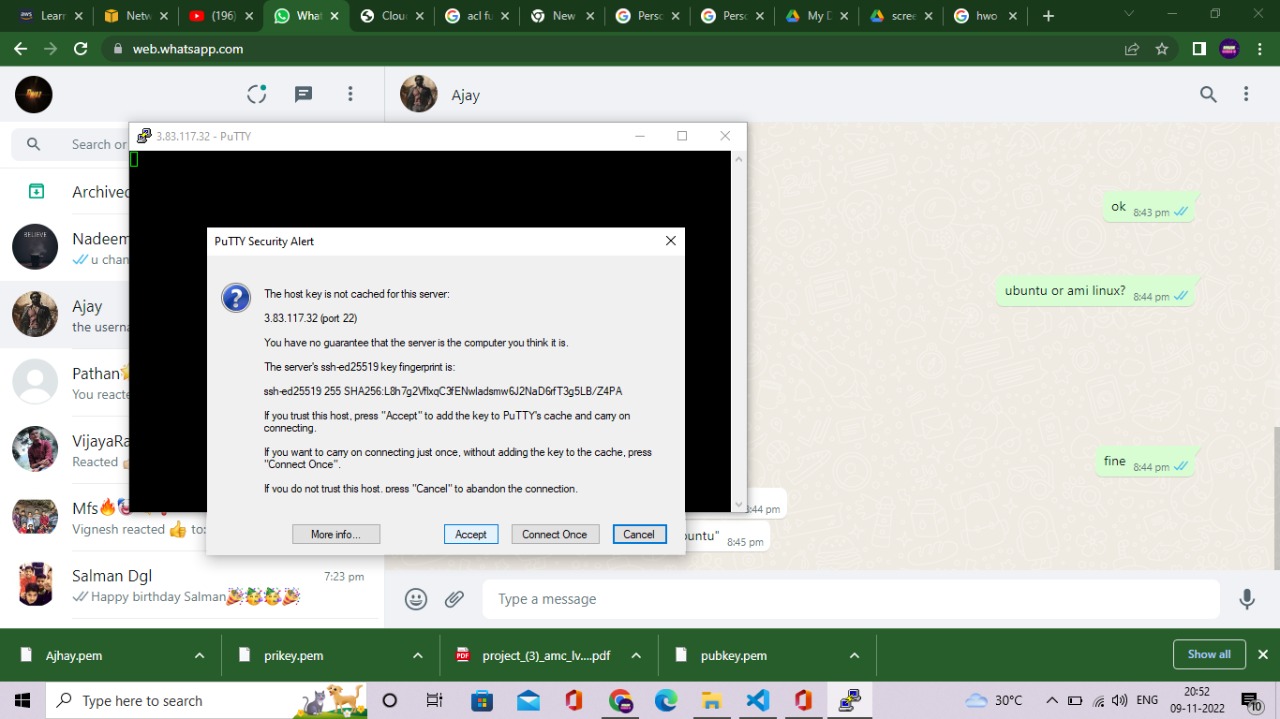 Learn
Netw
(196)
What
Clou
acl fu
New
Perso
Perso
My D
scree
hwo
web.whatsapp.com
Ajay
3.83.117.32 - PuTTY
Search or
Archived
ok
8:43 pm
Nadeem
u chan
PuTTY Security Alert
The host key is not cached for this server:
ubuntu or ami linux?
8:44 pm
Ajay
the userna
3.83.117.32 (port 22)
You have no guarantee that the server is the computer you think it is.
The server's ssh-ed25519 key fingerprint is:
Pathan
You reacte
ssh-ed25519 255 SHA256:L8h7g2VflxqC3fENwladsmw6J2NaD6rfT3g5LB/Z4PA
If you trust this host, press "Accept" to add the key to PuTTY's cache and carry on
connecting.
VijayaRa
Reacted
If you want to carry on connecting just once, without adding the key to the cache, press
"Connect Once".
fine
8:44 pm
If you do not trust this host, press "Cancel" to abandon the connection.
Mfs
Vignesh reacted 👍 to:
:44 pm
More info...
Accept
Connect Once
Cancel
ountu"
8:45 pm
Salman Dgl
7:23 pm
Happy birthday Salman
Type a message
Ajhay.pem
prikey.pem
PDF
project_(3)_amc_lv....pdf
pubkey.pem
Show all
Type here to search
30°C
ENG
20:52
09-11-2022
10